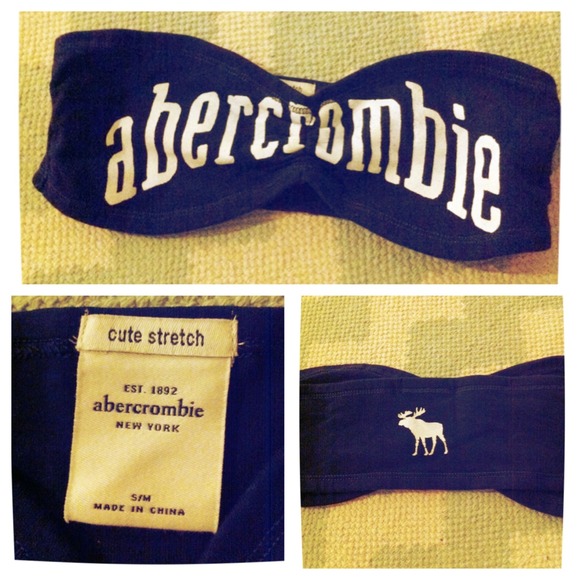 abercrombie
cute stretch
EST. 1892
abercrombie
NEW YORK
S/M
MADE IN CHINA